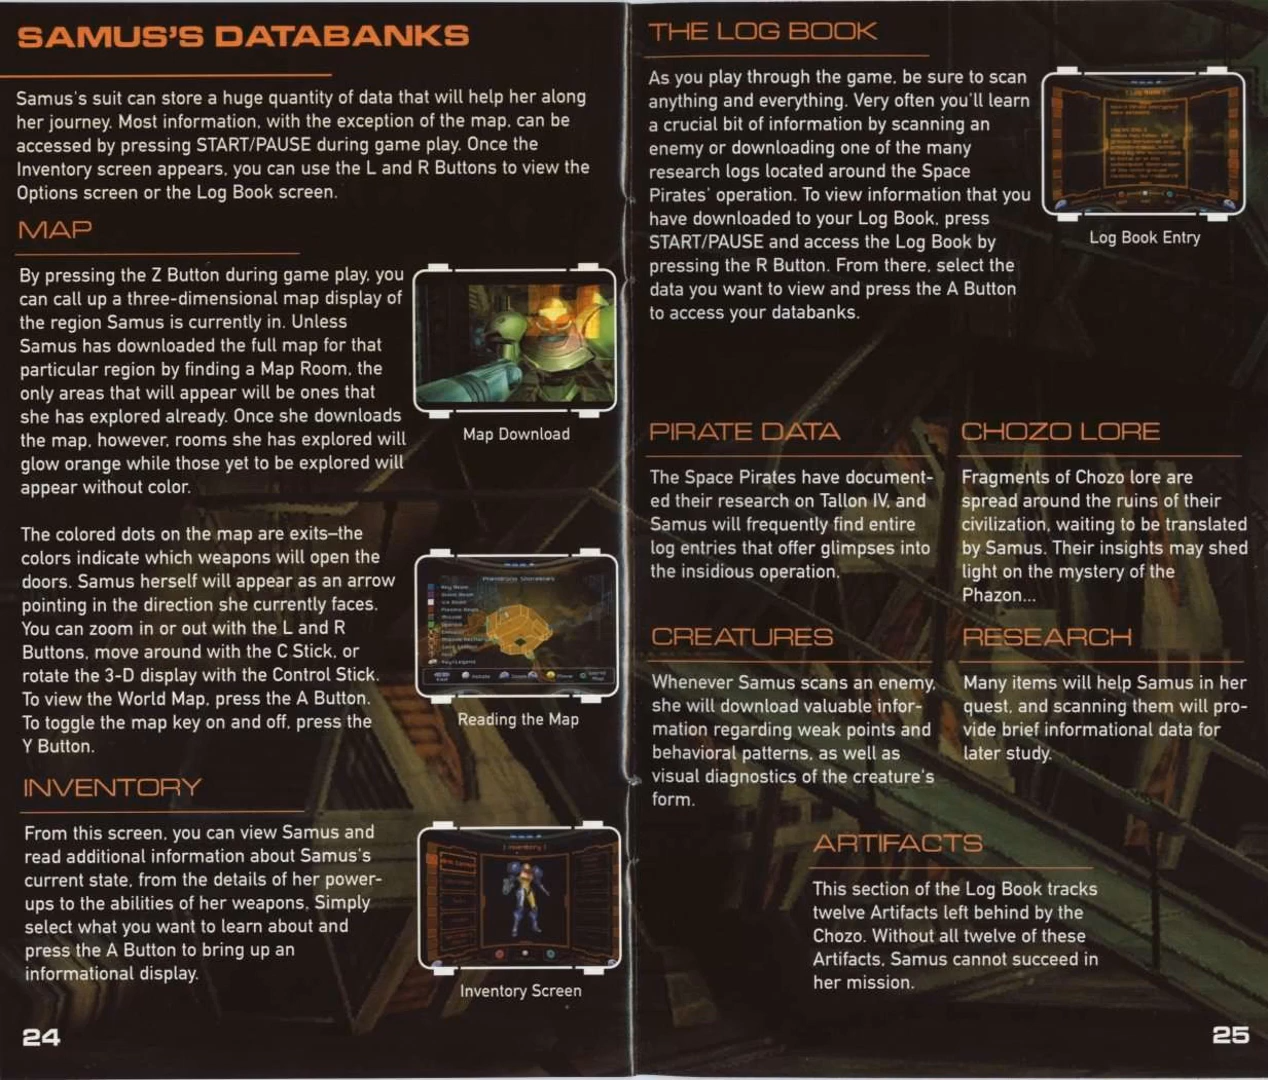 SAMUS'S DATABANKS
Samus's suit can store a huge quantity of data that will help her along
her journey. Most information, with the exception of the map, can be
accessed by pressing START/PAUSE during game play. Once the
Inventory screen appears, you can use the L and R Buttons to view the
Options screen or the Log Book screen.
MAP
By pressing the Z Button during game play, you
can call up a three-dimensional map display of
the region Samus is currently in. Unless
Samus has downloaded the full map for that
particular region by finding a Map Room, the
only areas that will appear will be ones that
she has explored already. Once she downloads
the map, however, rooms she has explored will
glow orange while those yet to be explored will
appear without color.
Map Download
The colored dots on the map are exits–the
colors indicate which weapons will open the
doors. Samus herself will appear as an arrow
pointing in the direction she currently faces.
You can zoom in or out with the L and R
Buttons, move around with the C Stick, or
rotate the 3-D display with the Control Stick.
To view the World Map, press the A Button.
To toggle the map key on and off, press the
Y Button.
Reading the Map
INVENTORY
From this screen, you can view Samus and
read additional information about Samus's
current state, from the details of her power-
ups to the abilities of her weapons. Simply
select what you want to learn about and
press the A Button to bring up an
informational display.
Inventory Screen
24
THE LOG BOOK
As you play through the game, be sure to scan
anything and everything. Very often you'll learn
a crucial bit of information by scanning an
enemy or downloading one of the many
research logs located around the Space
Pirates' operation. To view information that you
have downloaded to your Log Book, press
START/PAUSE and access the Log Book by
pressing the R Button. From there, select the
data you want to view and press the A Button
to access your databanks.
Log Book Entry
PIRATE DATA
The Space Pirates have document-
ed their research on Tallon IV, and
Samus will frequently find entire
log entries that offer glimpses into
the insidious operation.
CHOZO LORE
Fragments of Chozo lore are
spread around the ruins of their
civilization, waiting to be translated
by Samus. Their insights may shed
light on the mystery of the
Phazon...
CREATURES
Whenever Samus scans an enemy,
she will download valuable infor-
mation regarding weak points and
behavioral patterns, as well as
visual diagnostics of the creature's
form.
RESEARCH
Many items will help Samus in her
quest, and scanning them will pro-
vide brief informational data for
later study.
ARTIFACTS
This section of the Log Book tracks
twelve Artifacts left behind by the
Chozo. Without all twelve of these
Artifacts, Samus cannot succeed in
her mission.
25